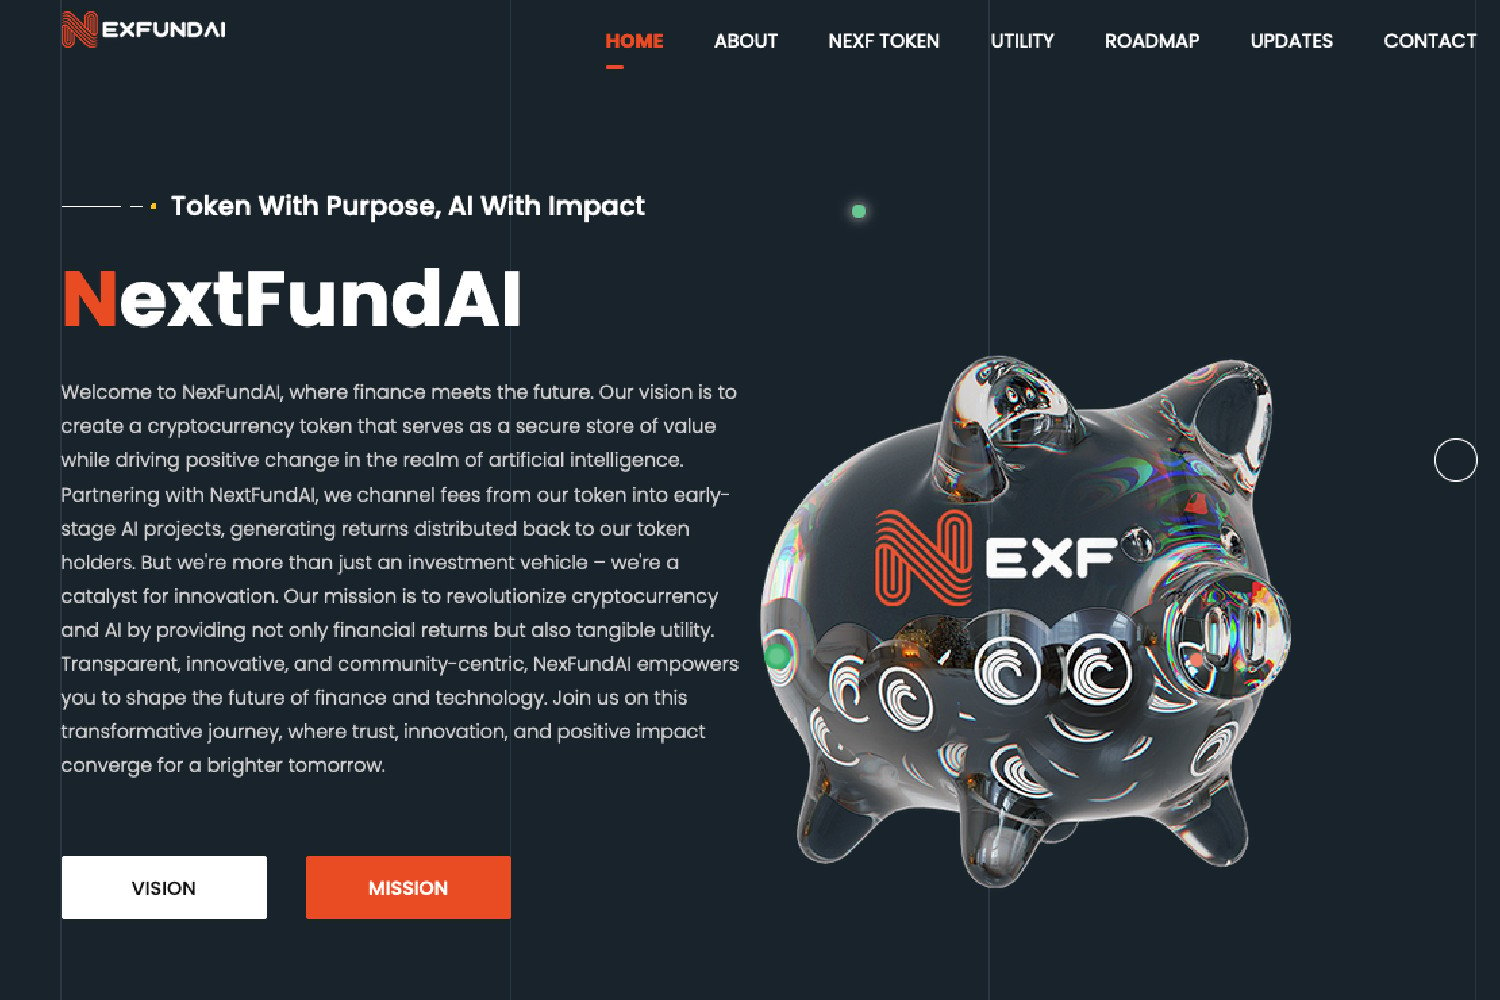 NEXFUNDAI
HOME ABOUT NEXF TOKEN UTILITY ROADMAP UPDATES CONTACT
Token With Purpose, AI With Impact
NextFundAI
Welcome to NexFundAI, where finance meets the future. Our vision is to
create a cryptocurrency token that serves as a secure store of value
while driving positive change in the realm of artificial intelligence.
Partnering with NextFundAI, we channel fees from our token into early-
stage AI projects, generating returns distributed back to our token
holders. But we're more than just an investment vehicle – we're a
catalyst for innovation. Our mission is to revolutionize cryptocurrency
and AI by providing not only financial returns but also tangible utility.
Transparent, innovative, and community-centric, NexFundAI empowers
you to shape the future of finance and technology. Join us on this
transformative journey, where trust, innovation, and positive impact
converge for a brighter tomorrow.
VISION MISSION
NEXF